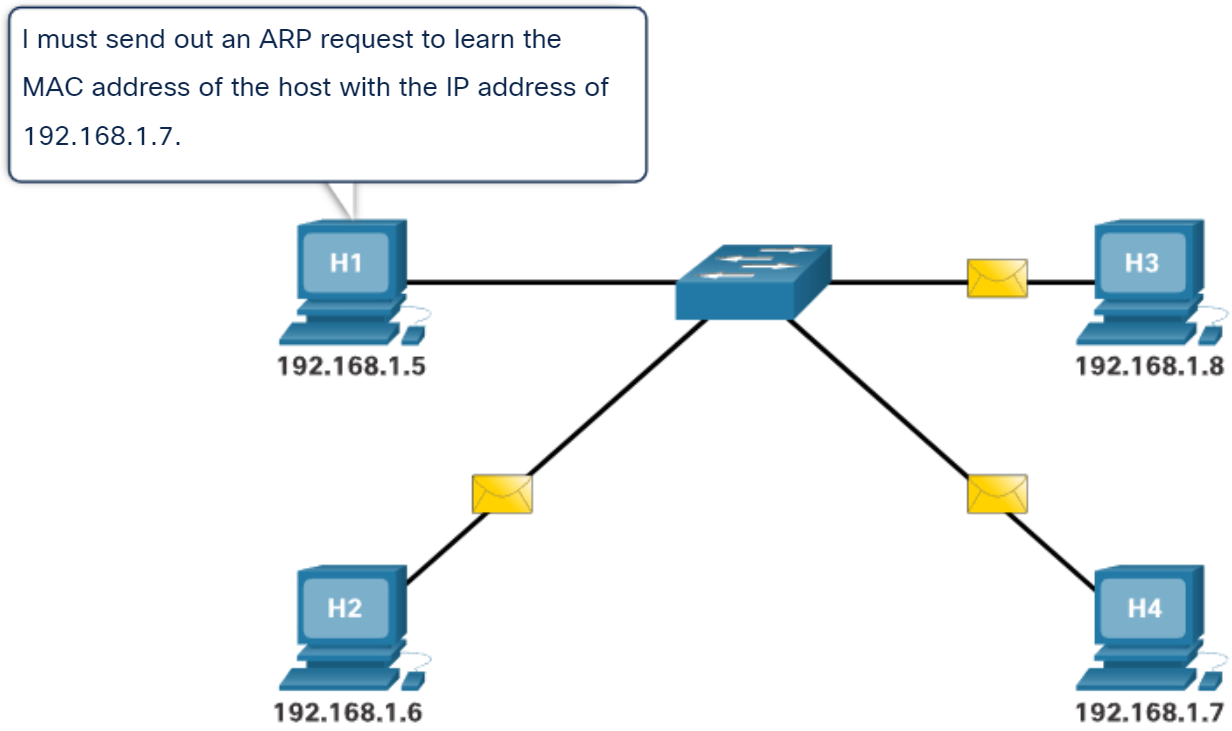 I must send out an ARP request to learn the
MAC address of the host with the IP address of
192.168.1.7.
H1
H3
192.168.1.5
192.168.1.8
H2
H4
192.168.1.6
192.168.1.7